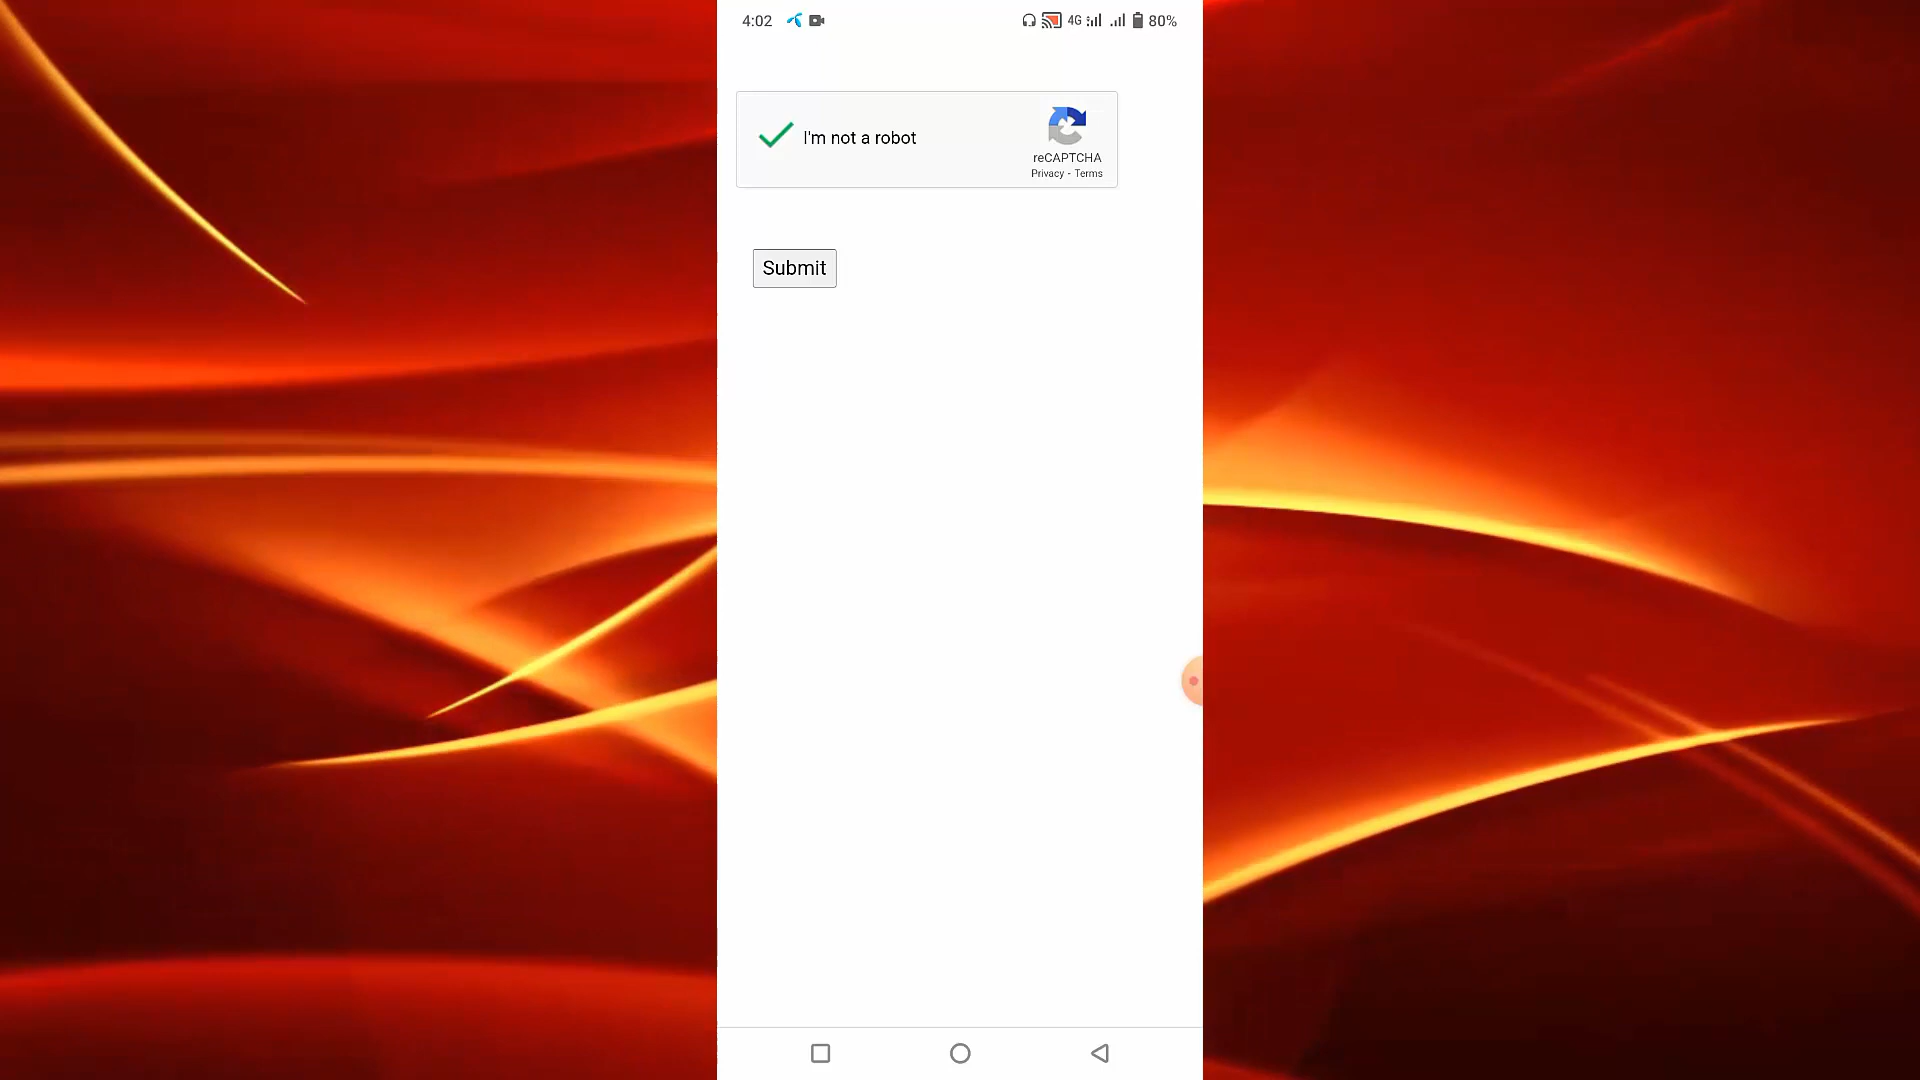 4:02 4G 80%
I'm not a robot
reCAPTCHA
Privacy - Terms
Submit